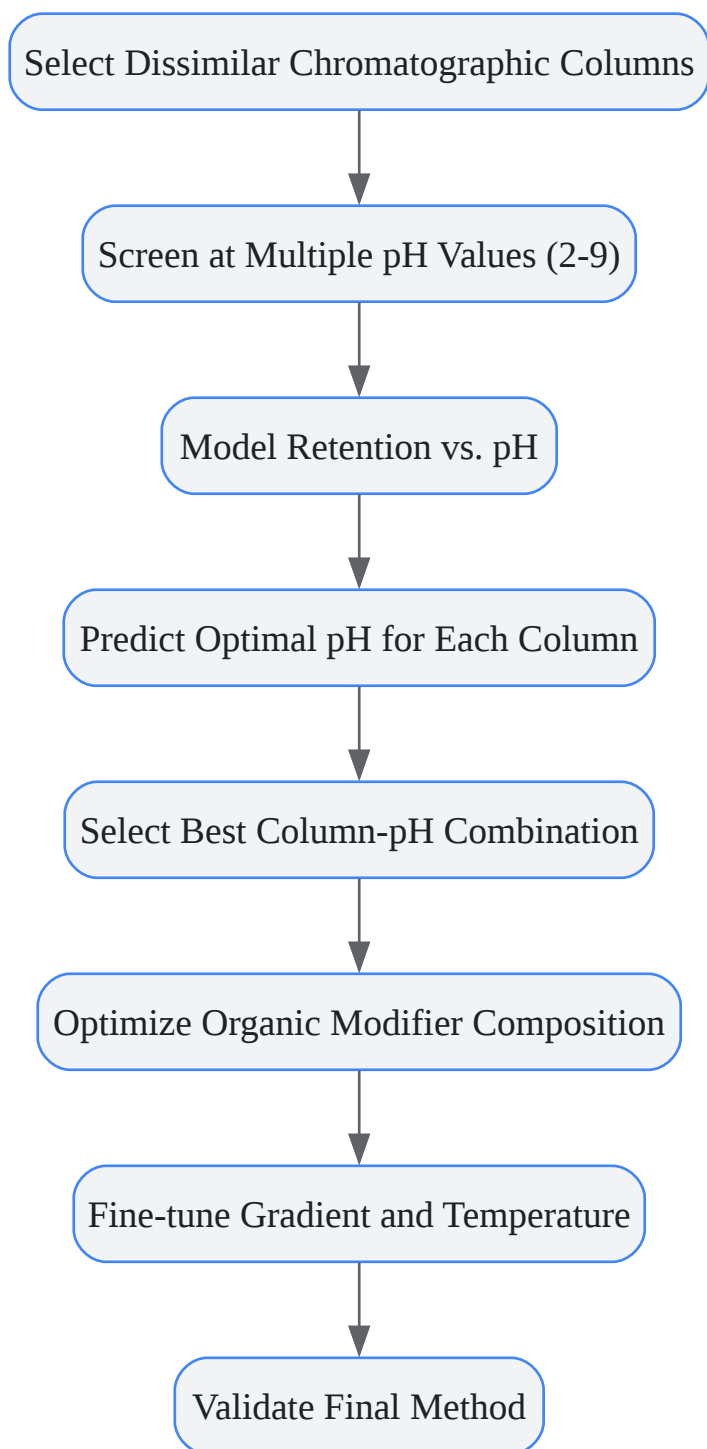 Select Dissimilar Chromatographic Columns
Screen at Multiple pH Values (2-9)
Model Retention vs. pH
Predict Optimal pH for Each Column
Select Best Column-pH Combination
Optimize Organic Modifier Composition
Fine-tune Gradient and Temperature
Validate Final Method